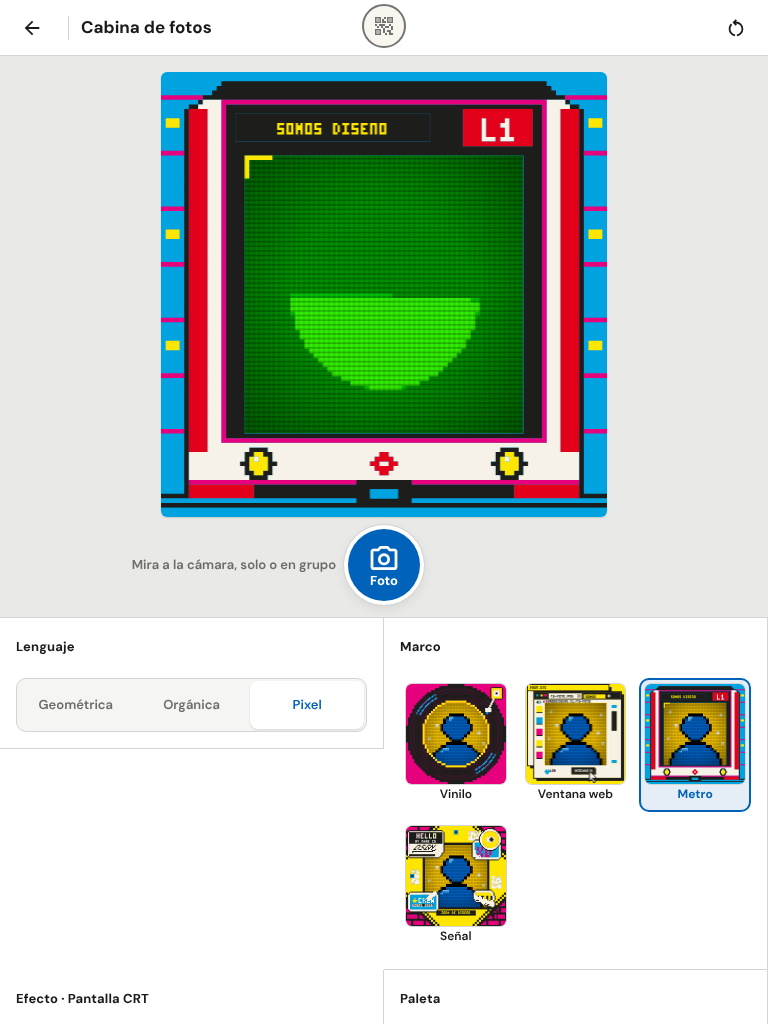 Cabina de fotos
SOMOS DISENO
L1
Mira a la cámara, solo o en grupo
Foto
Lenguaje
Geométrica
Orgánica
Pixel
Marco
Vinilo
Ventana web
Metro
HELLO
Señal
Efecto · Pantalla CRT
Paleta